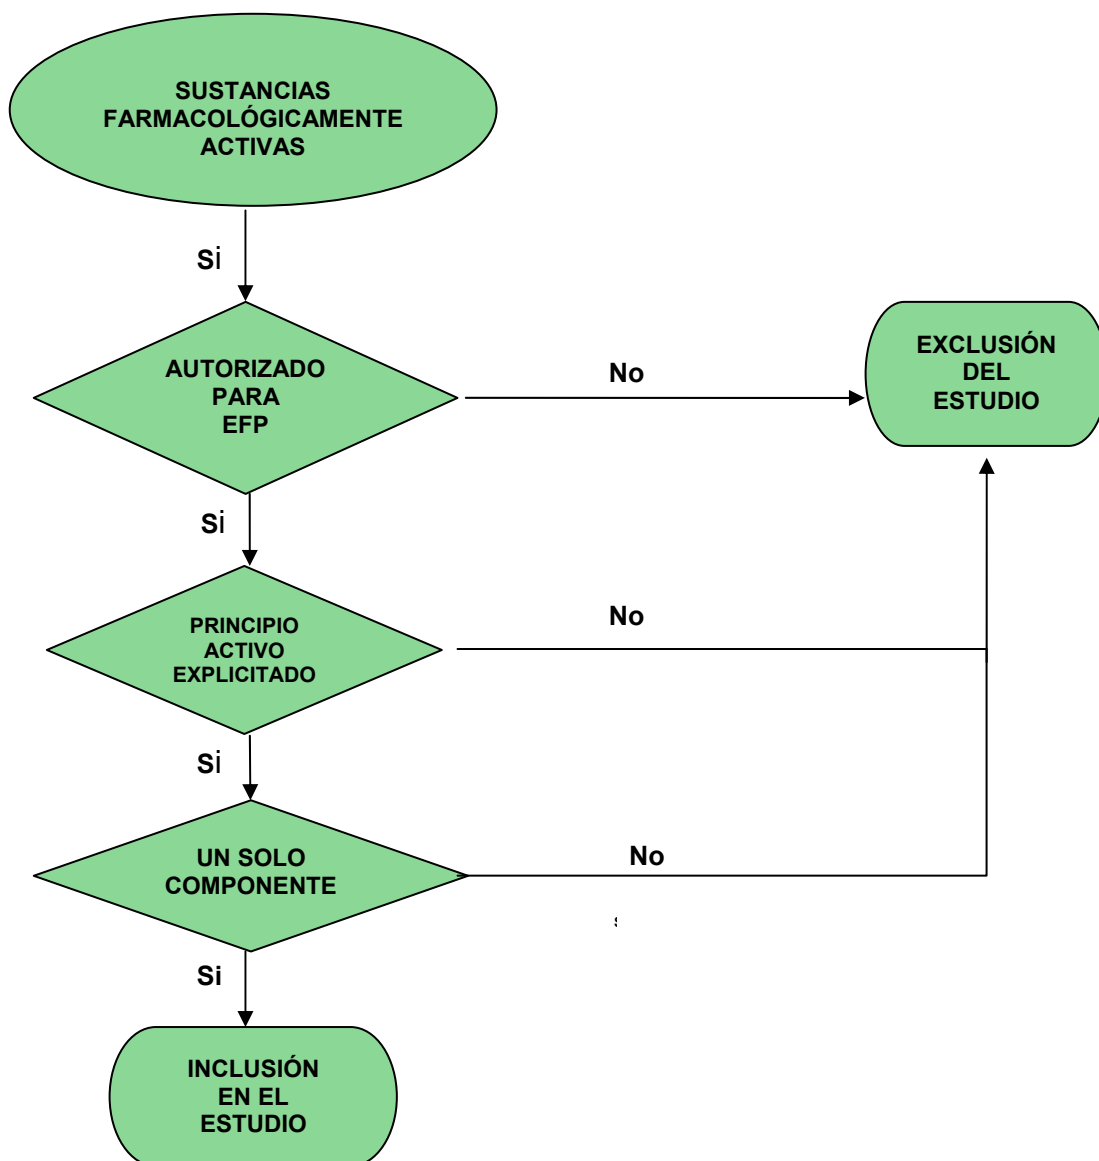 SUSTANCIAS
FARMACOLÓGICAMENTE
ACTIVAS
Si
AUTORIZADO
PARA
EFP
No
EXCLUSIÓN
DEL
ESTUDIO
Si
PRINCIPIO
ACTIVO
EXPLICITADO
No
Si
UN SOLO
COMPONENTE
No
Si
INCLUSIÓN
EN EL
ESTUDIO